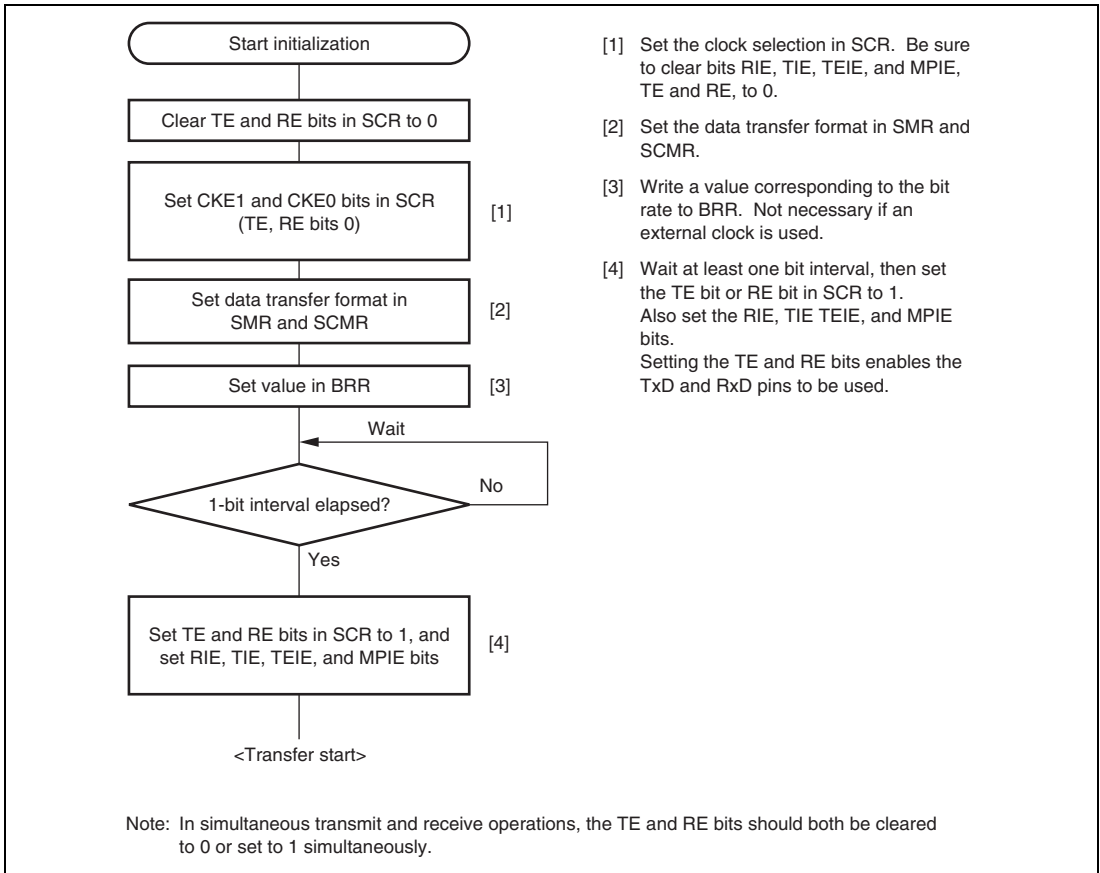 Start initialization
Clear TE and RE bits in SCR to 0
Set CKE1 and CKE0 bits in SCR
(TE, RE bits 0)
[1]
Set data transfer format in
SMR and SCMR
[2]
Set value in BRR
[3]
Wait
No
1-bit interval elapsed?
Yes
Set TE and RE bits in SCR to 1, and
set RIE, TIE, TEIE, and MPIE bits
[4]
<Transfer start>
[1] Set the clock selection in SCR. Be sure
to clear bits RIE, TIE, TEIE, and MPIE,
TE and RE, to 0.
[2] Set the data transfer format in SMR and
SCMR.
[3] Write a value corresponding to the bit
rate to BRR. Not necessary if an
external clock is used.
[4] Wait at least one bit interval, then set
the TE bit or RE bit in SCR to 1.
Also set the RIE, TIE TEIE, and MPIE
bits.
Setting the TE and RE bits enables the
TxD and RxD pins to be used.
Note: In simultaneous transmit and receive operations, the TE and RE bits should both be cleared
to 0 or set to 1 simultaneously.